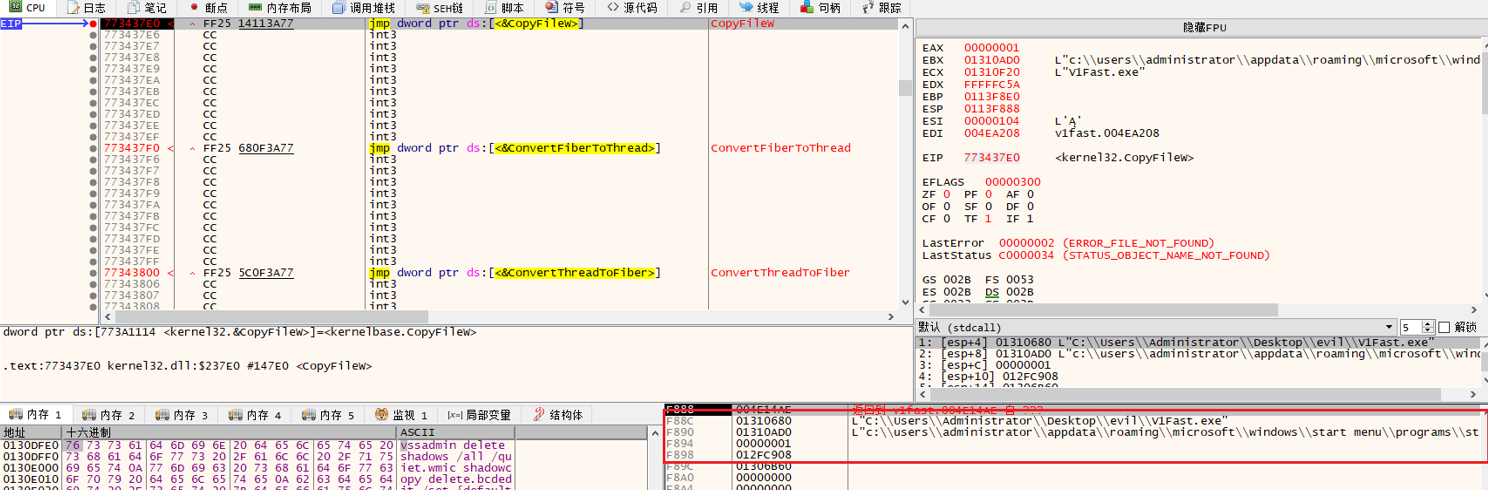 CPU 日志 笔记 断点 内存布局 调用堆栈 SEH链 脚本 符号 源代码 引用 线程 句柄 跟踪
EIP 773437E0 < ^ FF25 14113A77 jmp dword ptr ds:[<&CopyFileW>] CopyFileW
773437E6 CC int3
773437E7 CC int3
773437E8 CC int3
773437E9 CC int3
773437EA CC int3
773437EB CC int3
773437EC CC int3
773437ED CC int3
773437EE CC int3
773437EF CC int3
773437F0 < ^ FF25 680F3A77 jmp dword ptr ds:[<&ConvertFiberToThread>] ConvertFiberToThread
773437F6 CC int3
773437F7 CC int3
773437F8 CC int3
773437F9 CC int3
773437FA CC int3
773437FB CC int3
773437FC CC int3
773437FD CC int3
773437FE CC int3
773437FF CC int3
77343800 < ^ FF25 5C0F3A77 jmp dword ptr ds:[<&ConvertThreadToFiber>] ConvertThreadToFiber
77343806 CC int3
77343807 CC int3
77343808 CC int3
dword ptr ds:[773A1114 <kernel32.&CopyFileW>]=<kernelbase.CopyFileW>
.text:773437E0 kernel32.dll:$237E0 #147E0 <CopyFileW>
隐藏FPU
EAX 00000001
EBX 01310AD0 L"c:\\users\\administrator\\appdata\\roaming\\microsoft\\wind
ECX 01310F20 L"V1Fast.exe"
EDX FFFFFC5A
EBP 0113F8E0
ESP 0113F888
ESI 00000104 L'Ą'
EDI 004EA208 v1fast.004EA208
EIP 773437E0 <kernel32.CopyFileW>
EFLAGS 00000300
ZF 0 PF 0 AF 0
OF 0 SF 0 DF 0
CF 0 TF 1 IF 1
LastError 00000002 (ERROR_FILE_NOT_FOUND)
LastStatus C0000034 (STATUS_OBJECT_NAME_NOT_FOUND)
GS 002B FS 0053
ES 002B DS 002B
默认 (stdcall) 5 解锁
1: [esp+4] 01310680 L"C:\\Users\\Administrator\\Desktop\\evil\\V1Fast.exe"
2: [esp+8] 01310AD0 L"c:\\users\\administrator\\appdata\\roaming\\microsoft\\wind
3: [esp+C] 00000001
4: [esp+10] 012FC908
内存 1 内存 2 内存 3 内存 4 内存 5 监视 1 [x=] 局部变量 结构体
地址 十六进制 ASCII
0130DFE0 76 73 73 61 64 6D 69 6E 20 64 65 6C 65 74 65 20 vssadmin delete
0130DFF0 73 68 61 64 6F 77 73 20 2F 61 6C 6C 20 2F 71 75 shadows /all /qu
0130E000 69 65 74 0A 77 6D 69 63 20 73 68 61 64 6F 77 63 iet.wmic shadowc
0130E010 6F 70 79 20 64 65 6C 65 74 65 0A 62 63 64 65 64 opy delete.bcded
F888 004E14AE 返回到 v1fast.004E14AE 自 ???
F88C 01310680 L"C:\\Users\\Administrator\\Desktop\\evil\\V1Fast.exe"
F890 01310AD0 L"c:\\users\\administrator\\appdata\\roaming\\microsoft\\windows\\start menu\\programs\\st
F894 00000001
F898 012FC908
F89C 01306B60
F8A0 00000000